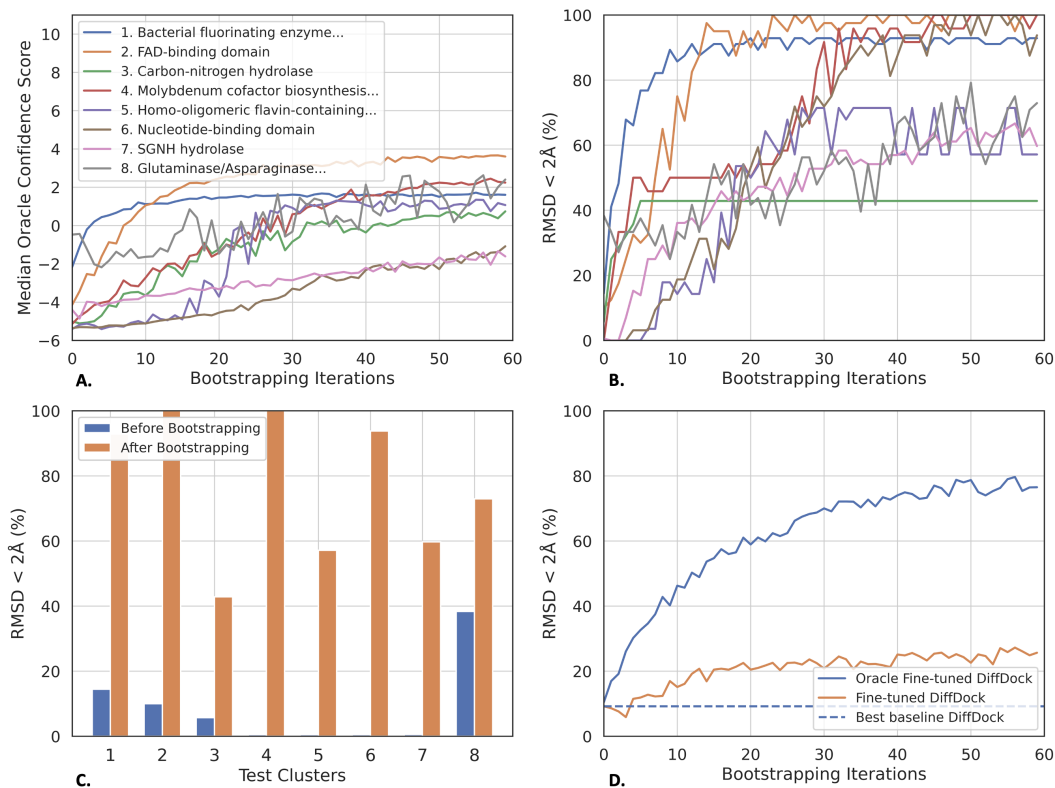 Median Oracle Confidence Score
10
8
6
4
2
0
−2
−4
−6
1. Bacterial fluorinating enzyme...
2. FAD-binding domain
3. Carbon-nitrogen hydrolase
4. Molybdenum cofactor biosynthesis...
5. Homo-oligomeric flavin-containing...
6. Nucleotide-binding domain
7. SGNH hydrolase
8. Glutaminase/Asparaginase...
0 10 20 30 40 50 60
Bootstrapping Iterations
A.
RMSD < 2Å (%)
100
80
60
40
20
0
0 10 20 30 40 50 60
Bootstrapping Iterations
B.
RMSD < 2Å (%)
100
80
60
40
20
0
Before Bootstrapping
After Bootstrapping
1 2 3 4 5 6 7 8
Test Clusters
C.
RMSD < 2Å (%)
100
80
60
40
20
0
Oracle Fine-tuned DiffDock
Fine-tuned DiffDock
Best baseline DiffDock
0 10 20 30 40 50 60
Bootstrapping Iterations
D.